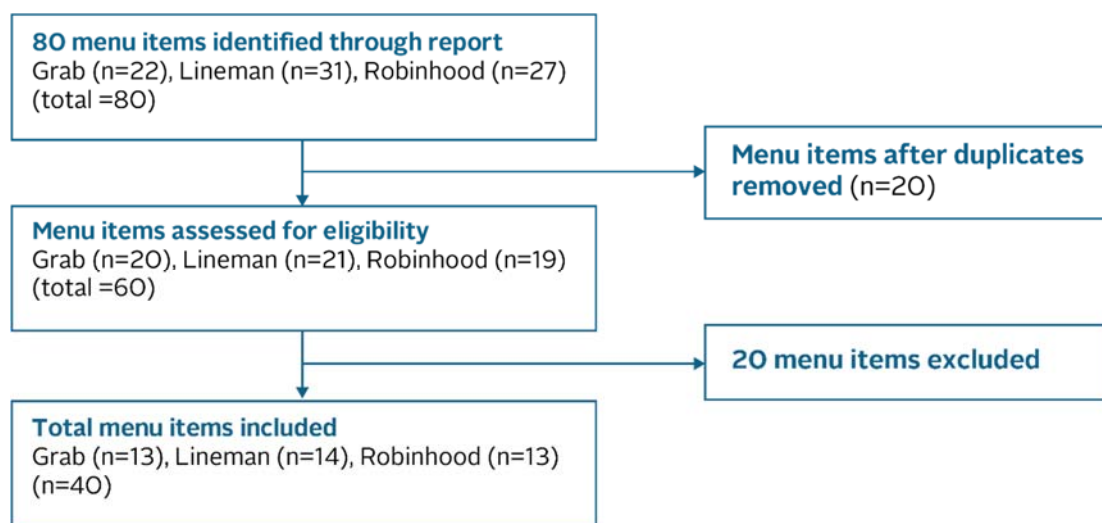 80 menu items identified through report
Grab (n=22), Lineman (n=31), Robinhood (n=27)
(total =80)
Menu items after duplicates
removed (n=20)
Menu items assessed for eligibility
Grab (n=20), Lineman (n=21), Robinhood (n=19)
(total =60)
20 menu items excluded
Total menu items included
Grab (n=13), Lineman (n=14), Robinhood (n=13)
(n=40)